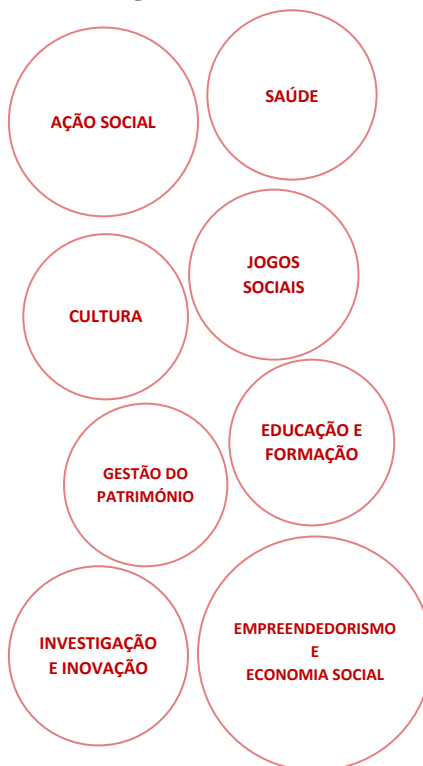 AÇÃO SOCIAL
SAÚDE
CULTURA
JOGOS
SOCIAIS
GESTÃO DO
PATRIMÓNIO
EDUCAÇÃO E
FORMAÇÃO
INVESTIGAÇÃO
E INOVAÇÃO
EMPREENDEDORISMO
E
ECONOMIA SOCIAL